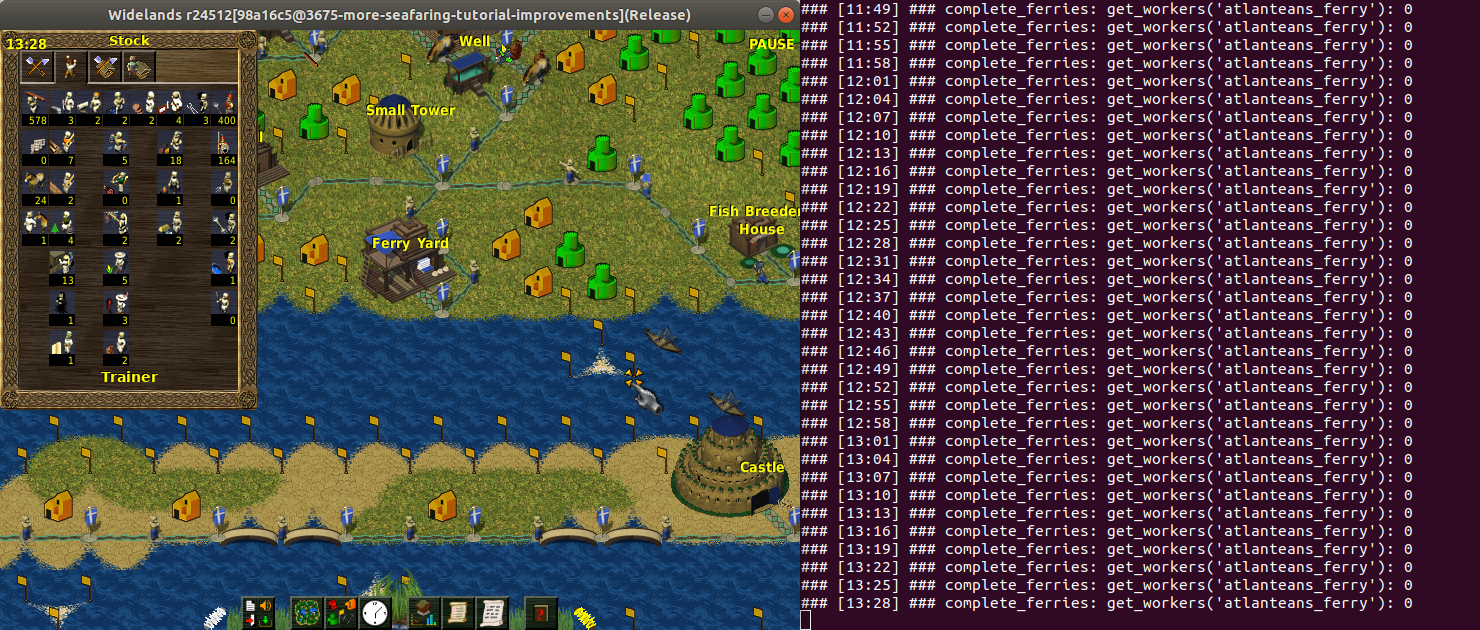 Widelands r24512[98a16c5@3675-more-seafaring-tutorial-improvements](Release)
13:28
Stock
578 3 2 2 2 4 3 400
0 7 5 18 164
24 2 0 1 0
1 4 2 2 2
13 5 1
1 3 0
1 2
Trainer
Well
PAUSE
Small Tower
Fish Breeder
House
Ferry Yard
Castle
### [11:49] ### complete_ferries: get_workers('atlanteans_ferry'): 0
### [11:52] ### complete_ferries: get_workers('atlanteans_ferry'): 0
### [11:55] ### complete_ferries: get_workers('atlanteans_ferry'): 0
### [11:58] ### complete_ferries: get_workers('atlanteans_ferry'): 0
### [12:01] ### complete_ferries: get_workers('atlanteans_ferry'): 0
### [12:04] ### complete_ferries: get_workers('atlanteans_ferry'): 0
### [12:07] ### complete_ferries: get_workers('atlanteans_ferry'): 0
### [12:10] ### complete_ferries: get_workers('atlanteans_ferry'): 0
### [12:13] ### complete_ferries: get_workers('atlanteans_ferry'): 0
### [12:16] ### complete_ferries: get_workers('atlanteans_ferry'): 0
### [12:19] ### complete_ferries: get_workers('atlanteans_ferry'): 0
### [12:22] ### complete_ferries: get_workers('atlanteans_ferry'): 0
### [12:25] ### complete_ferries: get_workers('atlanteans_ferry'): 0
### [12:28] ### complete_ferries: get_workers('atlanteans_ferry'): 0
### [12:31] ### complete_ferries: get_workers('atlanteans_ferry'): 0
### [12:34] ### complete_ferries: get_workers('atlanteans_ferry'): 0
### [12:37] ### complete_ferries: get_workers('atlanteans_ferry'): 0
### [12:40] ### complete_ferries: get_workers('atlanteans_ferry'): 0
### [12:43] ### complete_ferries: get_workers('atlanteans_ferry'): 0
### [12:46] ### complete_ferries: get_workers('atlanteans_ferry'): 0
### [12:49] ### complete_ferries: get_workers('atlanteans_ferry'): 0
### [12:52] ### complete_ferries: get_workers('atlanteans_ferry'): 0
### [12:55] ### complete_ferries: get_workers('atlanteans_ferry'): 0
### [12:58] ### complete_ferries: get_workers('atlanteans_ferry'): 0
### [13:01] ### complete_ferries: get_workers('atlanteans_ferry'): 0
### [13:04] ### complete_ferries: get_workers('atlanteans_ferry'): 0
### [13:07] ### complete_ferries: get_workers('atlanteans_ferry'): 0
### [13:10] ### complete_ferries: get_workers('atlanteans_ferry'): 0
### [13:13] ### complete_ferries: get_workers('atlanteans_ferry'): 0
### [13:16] ### complete_ferries: get_workers('atlanteans_ferry'): 0
### [13:19] ### complete_ferries: get_workers('atlanteans_ferry'): 0
### [13:22] ### complete_ferries: get_workers('atlanteans_ferry'): 0
### [13:25] ### complete_ferries: get_workers('atlanteans_ferry'): 0
### [13:28] ### complete_ferries: get_workers('atlanteans_ferry'): 0